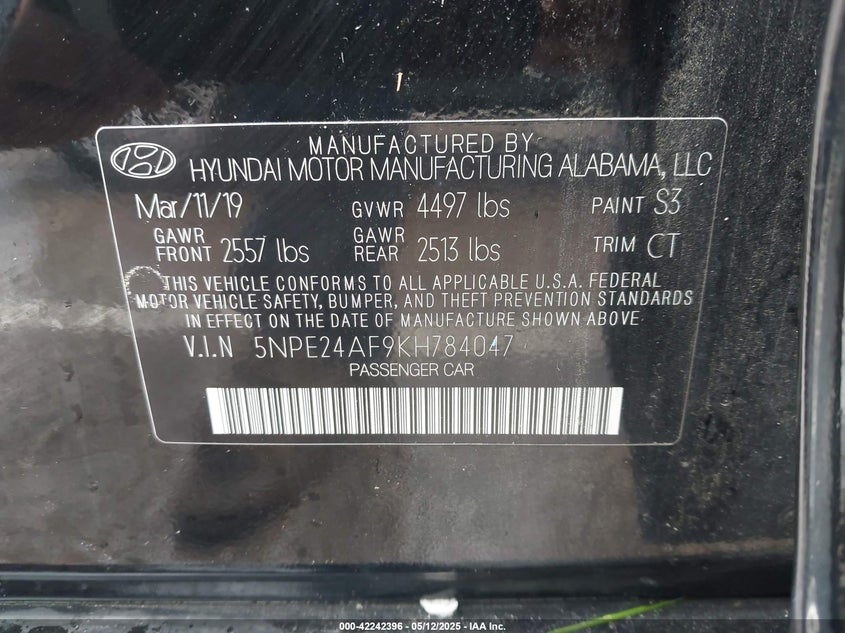 MANUFACTURED BY
HYUNDAI MOTOR MANUFACTURING ALABAMA, LLC
Mar/11/19 GVWR 4497 lbs PAINT S3
GAWR FRONT 2557 lbs GAWR REAR 2513 lbs TRIM CT
THIS VEHICLE CONFORMS TO ALL APPLICABLE U.S.A. FEDERAL
MOTOR VEHICLE SAFETY, BUMPER, AND THEFT PREVENTION STANDARDS
IN EFFECT ON THE DATE OF MANUFACTURE SHOWN ABOVE.
V.I.N 5NPE24AF9KH784047
PASSENGER CAR
000-42242396 - 05/12/2025 - IAA Inc.